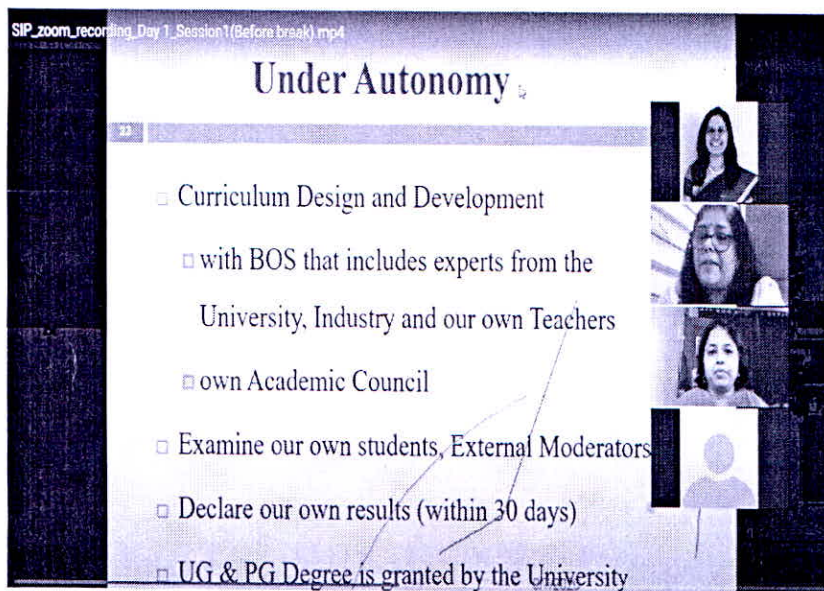 SIP_zoom_recording_Day 1_Session1(Before break).mp4
Under Autonomy
23
Curriculum Design and Development
with BOS that includes experts from the
University, Industry and our own Teachers
own Academic Council
Examine our own students, External Moderators
Declare our own results (within 30 days)
UG & PG Degree is granted by the University